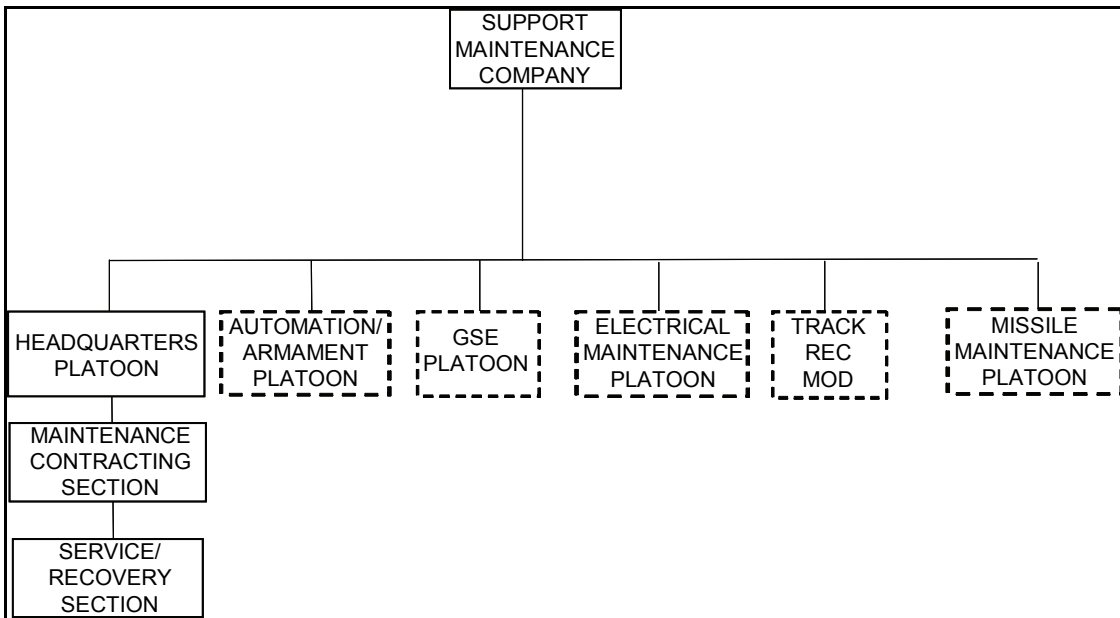 SUPPORT
MAINTENANCE
COMPANY
HEADQUARTERS
PLATOON
AUTOMATION/
ARMAMENT
PLATOON
GSE
PLATOON
ELECTRICAL
MAINTENANCE
PLATOON
TRACK
REC
MOD
MISSILE
MAINTENANCE
PLATOON
MAINTENANCE
CONTRACTING
SECTION
SERVICE/
RECOVERY
SECTION